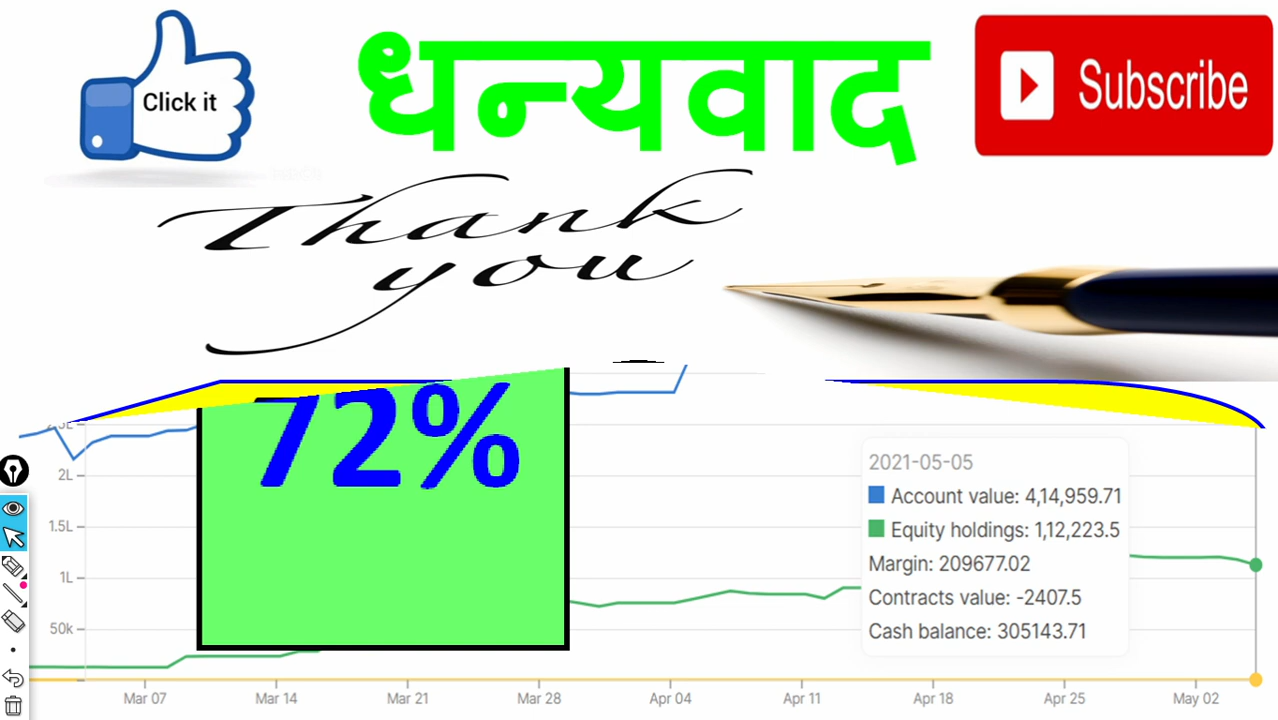 Click it
धन्यवाद
Subscribe
Thank
you
72%
2L
1.5L
1L
50k
2021-05-05
Account value: 4,14,959.71
Equity holdings: 1,12,223.5
Margin: 209677.02
Contracts value: -2407.5
Cash balance: 305143.71
Mar 07
Mar 14
Mar 21
Mar 28
Apr 04
Apr 11
Apr 18
Apr 25
May 02